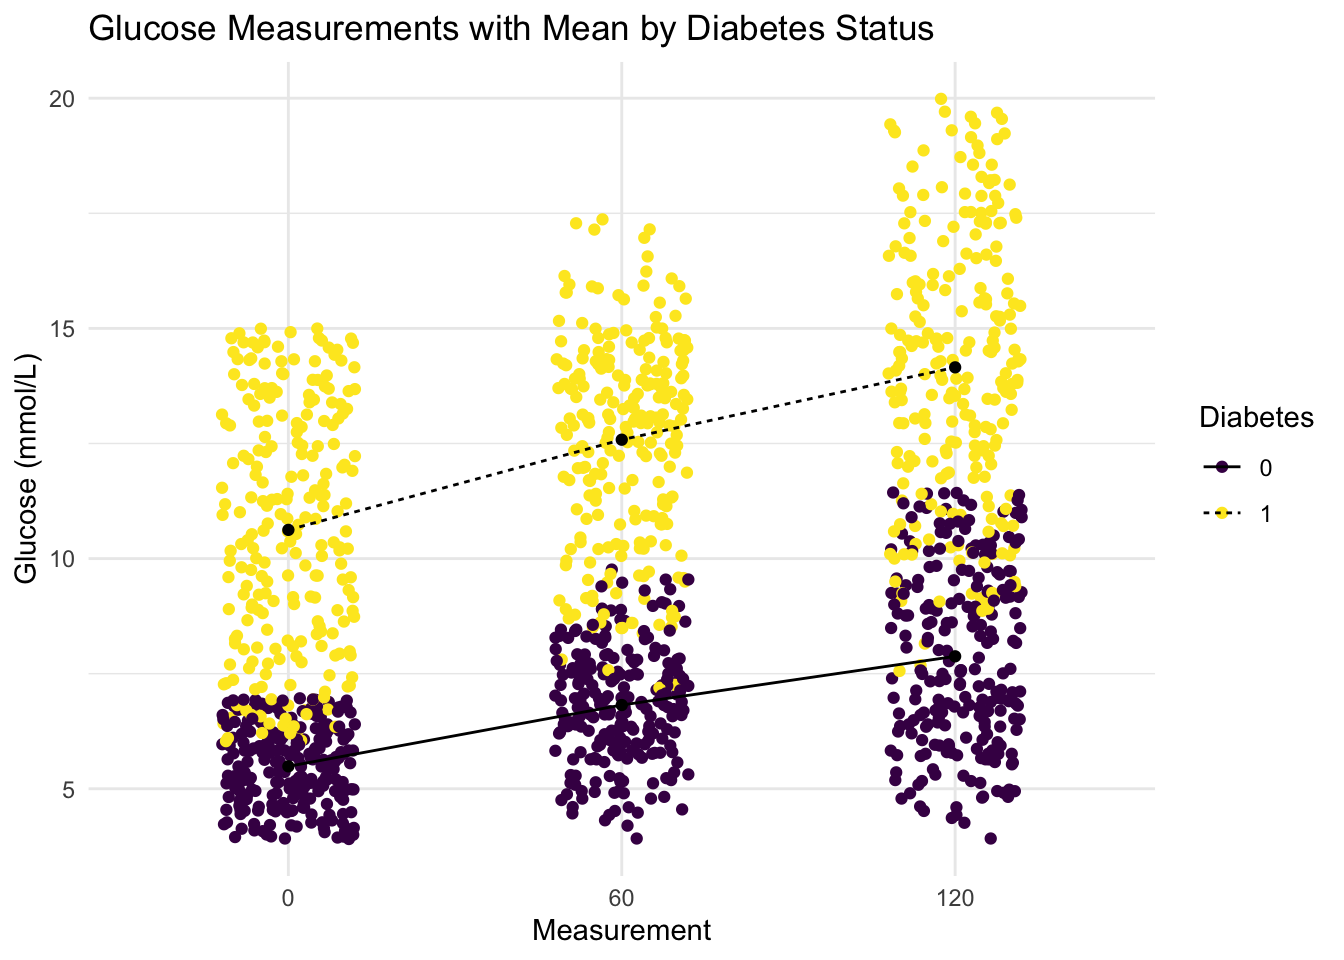 Glucose Measurements with Mean by Diabetes Status
20
15
10
5
Glucose (mmol/L)
0
60
120
Measurement
Diabetes
0
1